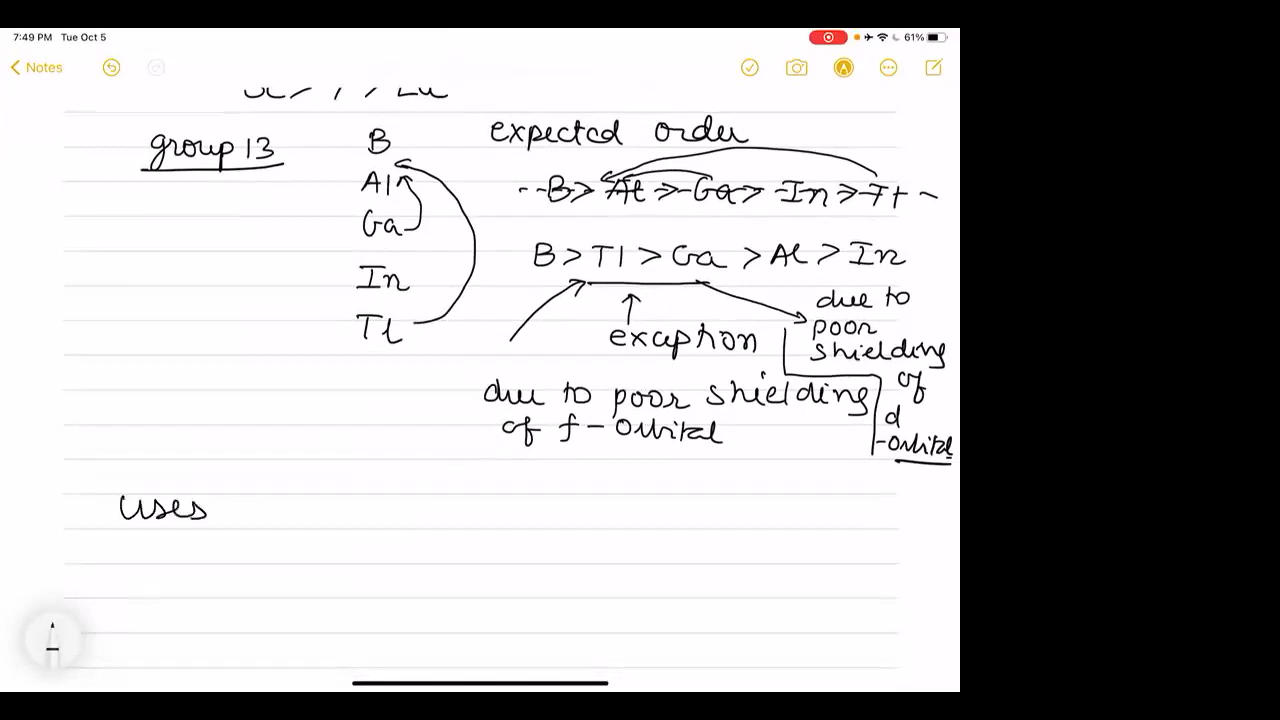 7:49 PM Tue Oct 5
61%
Notes
group 13
B
Al
Ga
In
Tl
expected order
B > Al > Ga > In > Tl
B > Tl > Ga > Al > In
exception
due to
poor
shielding
of
d
-orbital
due to poor shielding
of f-orbital
uses